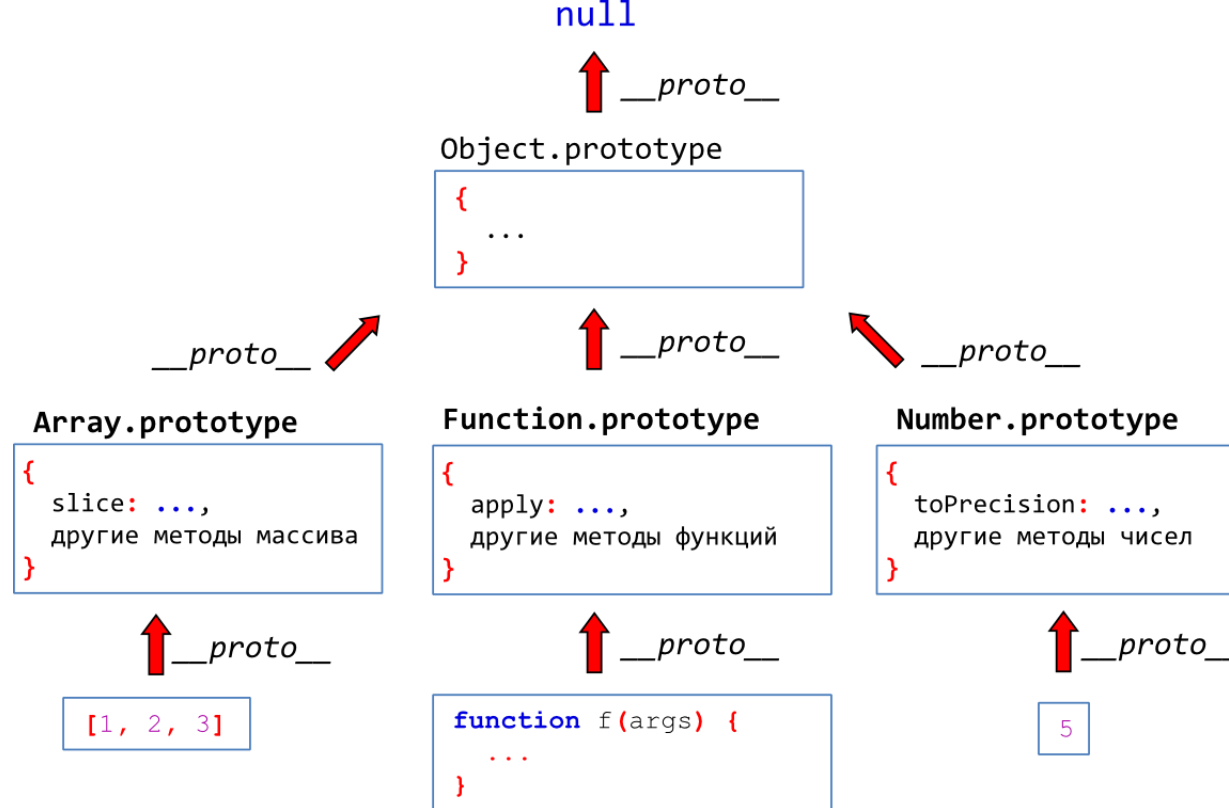 null
__proto__
Object.prototype
{
...
}
__proto__
__proto__
__proto__
Array.prototype
{
slice: ...,
другие методы массива
}
Function.prototype
{
apply: ...,
другие методы функций
}
Number.prototype
{
toPrecision: ...,
другие методы чисел
}
__proto__
__proto__
__proto__
[1, 2, 3]
function f(args) {
...
}
5